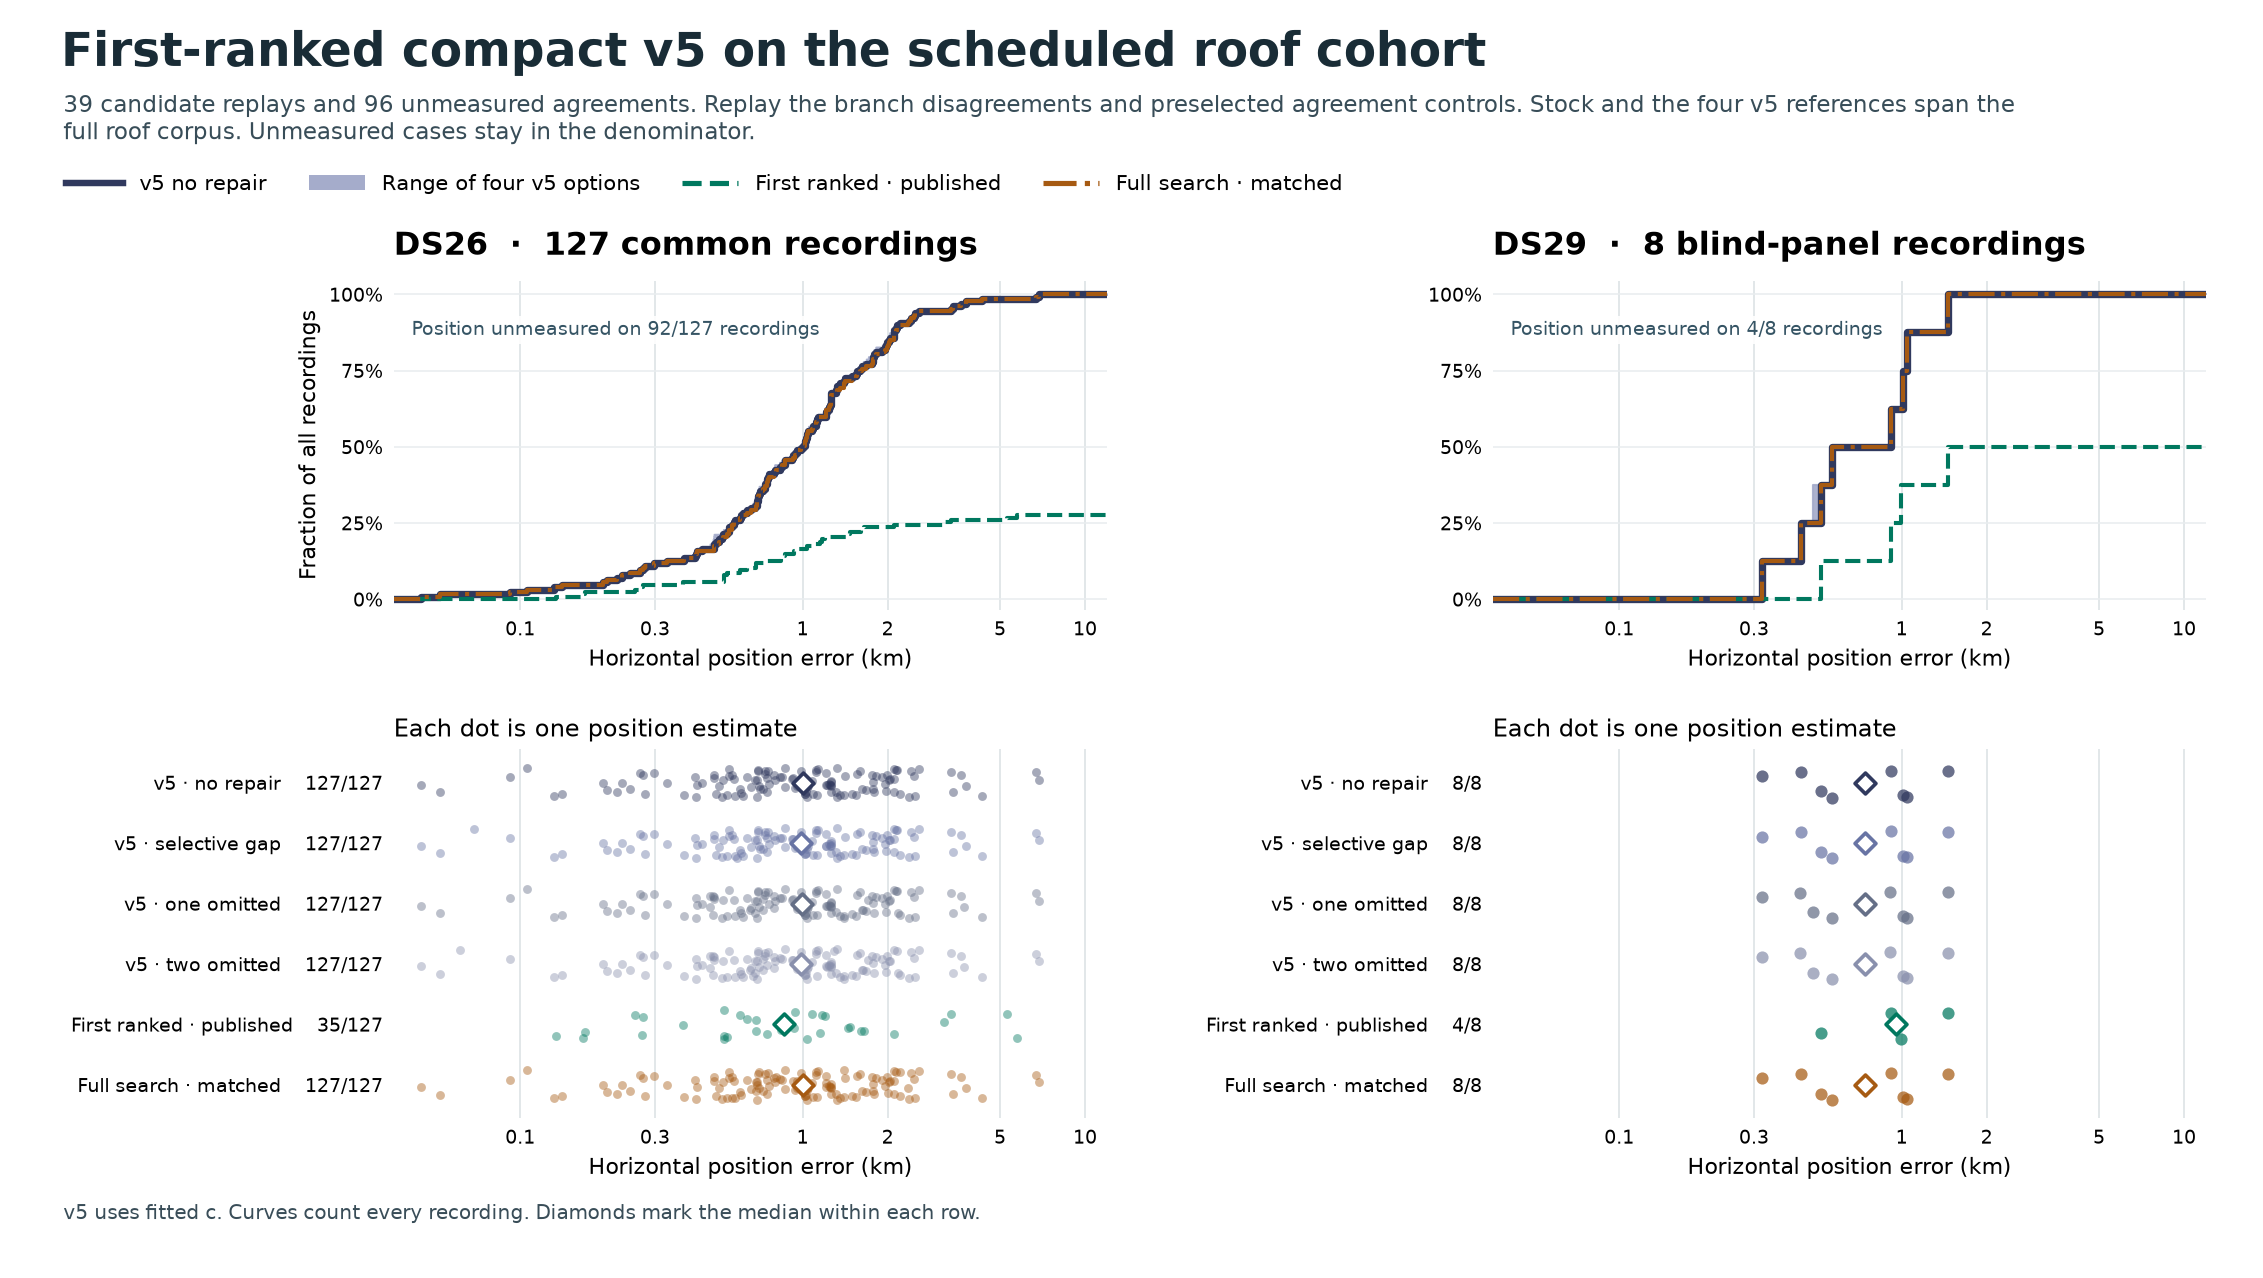 First-ranked compact v5 on the scheduled roof cohort
39 candidate replays and 96 unmeasured agreements. Replay the branch disagreements and preselected agreement controls. Stock and the four v5 references span the
full roof corpus. Unmeasured cases stay in the denominator.
v5 no repair
Range of four v5 options
First ranked · published
Full search · matched
DS26 · 127 common recordings
Fraction of all recordings
100%
75%
50%
25%
0%
Position unmeasured on 92/127 recordings
0.1 0.3 1 2 5 10
Horizontal position error (km)
DS29 · 8 blind-panel recordings
100%
75%
50%
25%
0%
Position unmeasured on 4/8 recordings
0.1 0.3 1 2 5 10
Horizontal position error (km)
Each dot is one position estimate
v5 · no repair 127/127
v5 · selective gap 127/127
v5 · one omitted 127/127
v5 · two omitted 127/127
First ranked · published 35/127
Full search · matched 127/127
0.1 0.3 1 2 5 10
Horizontal position error (km)
Each dot is one position estimate
v5 · no repair 8/8
v5 · selective gap 8/8
v5 · one omitted 8/8
v5 · two omitted 8/8
First ranked · published 4/8
Full search · matched 8/8
0.1 0.3 1 2 5 10
Horizontal position error (km)
v5 uses fitted c. Curves count every recording. Diamonds mark the median within each row.